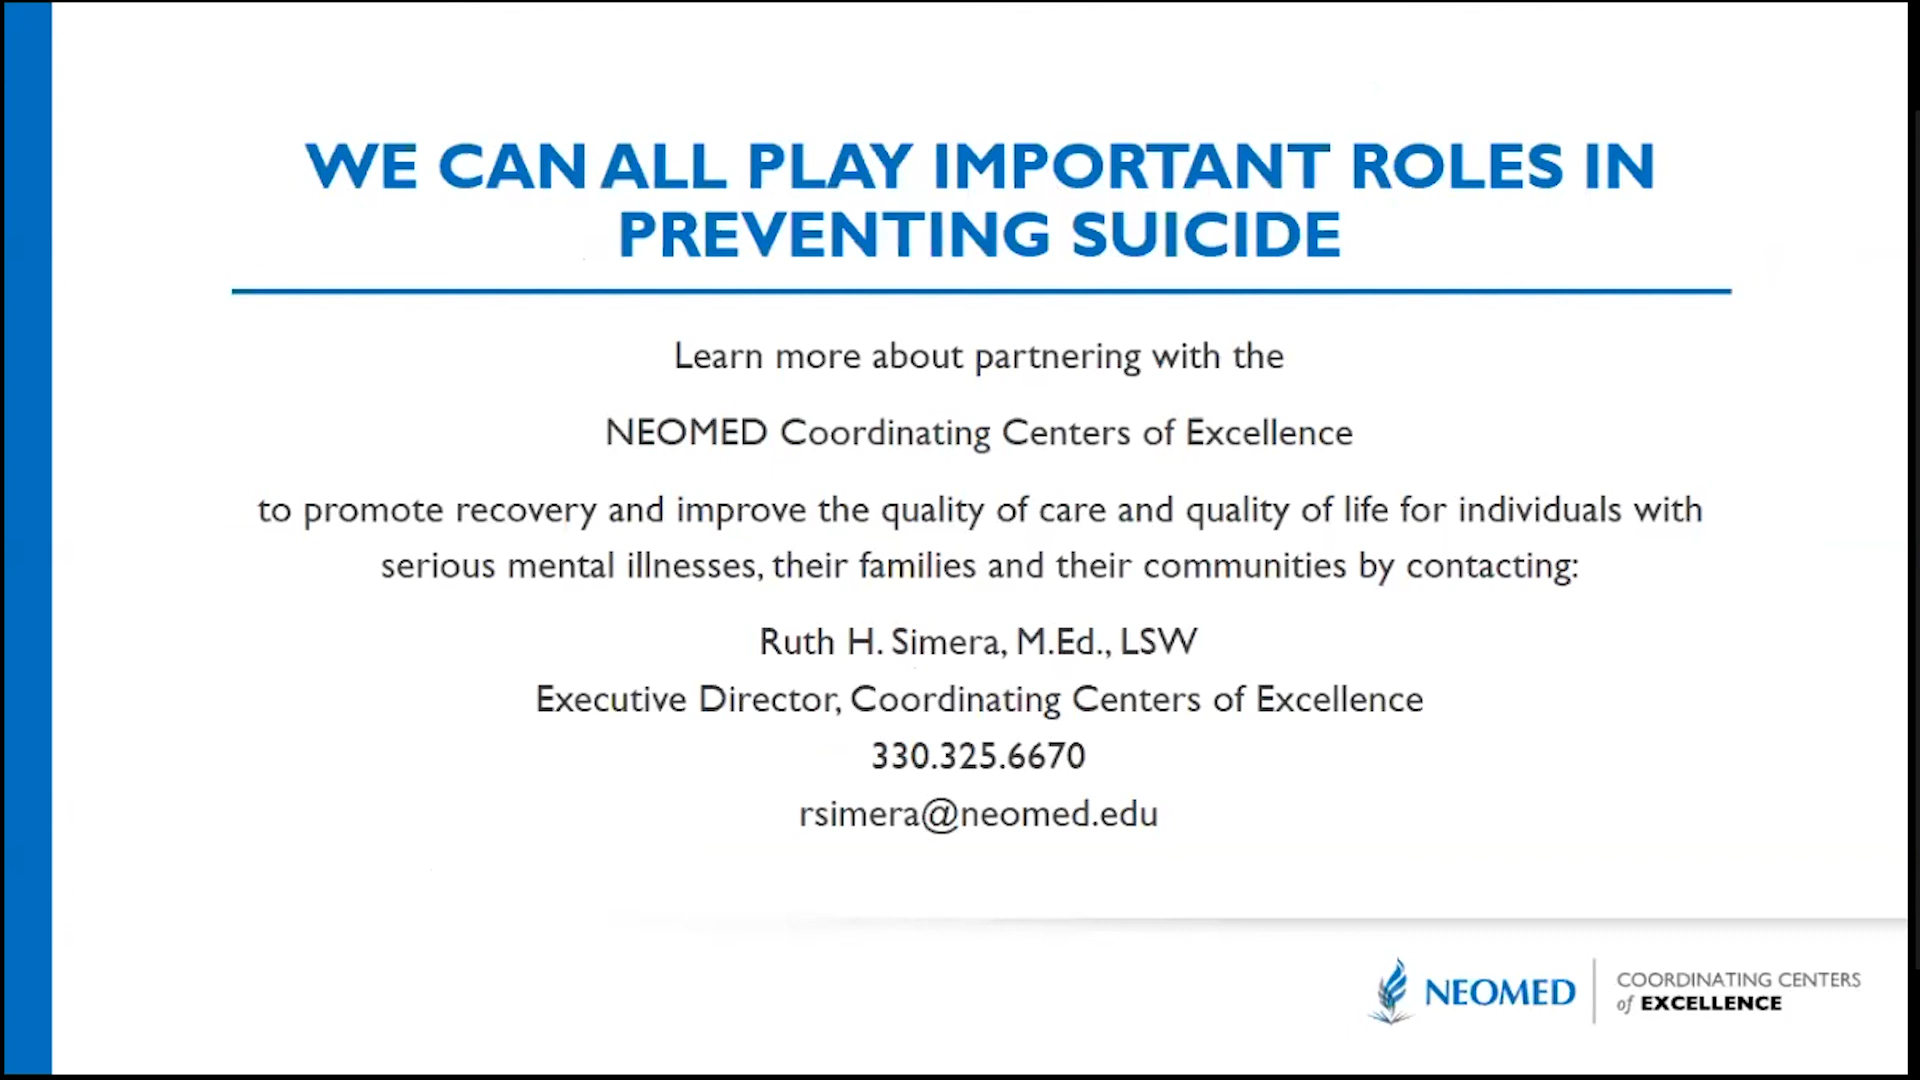 WE CAN ALL PLAY IMPORTANT ROLES IN
PREVENTING SUICIDE
Learn more about partnering with the
NEOMED Coordinating Centers of Excellence
to promote recovery and improve the quality of care and quality of life for individuals with
serious mental illnesses, their families and their communities by contacting:
Ruth H. Simera, M.Ed., LSW
Executive Director, Coordinating Centers of Excellence
330.325.6670
rsimera@neomed.edu
NEOMED
COORDINATING CENTERS
of EXCELLENCE